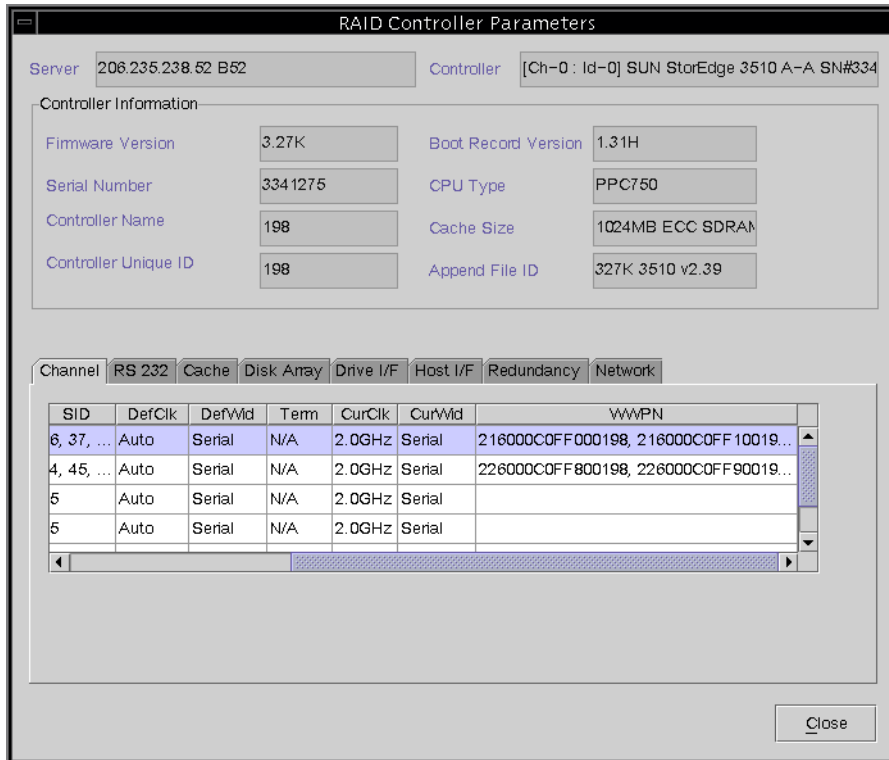 RAID Controller Parameters
Server 206.235.238.52 B52 Controller [Ch-0 : Id-0] SUN StorEdge 3510 A-A SN#334
Controller Information
Firmware Version 3.27K Boot Record Version 1.31H
Serial Number 3341275 CPU Type PPC750
Controller Name 198 Cache Size 1024MB ECC SDRAM
Controller Unique ID 198 Append File ID 327K 3510 v2.39
Channel RS 232 Cache Disk Array Drive I/F Host I/F Redundancy Network
SID DefClk DefWid Term CurClk CurWid WWPN
6, 37, ... Auto Serial N/A 2.0GHz Serial 216000C0FF000198, 216000C0FF10019...
4, 45, ... Auto Serial N/A 2.0GHz Serial 226000C0FF800198, 226000C0FF90019...
5 Auto Serial N/A 2.0GHz Serial
5 Auto Serial N/A 2.0GHz Serial
Close